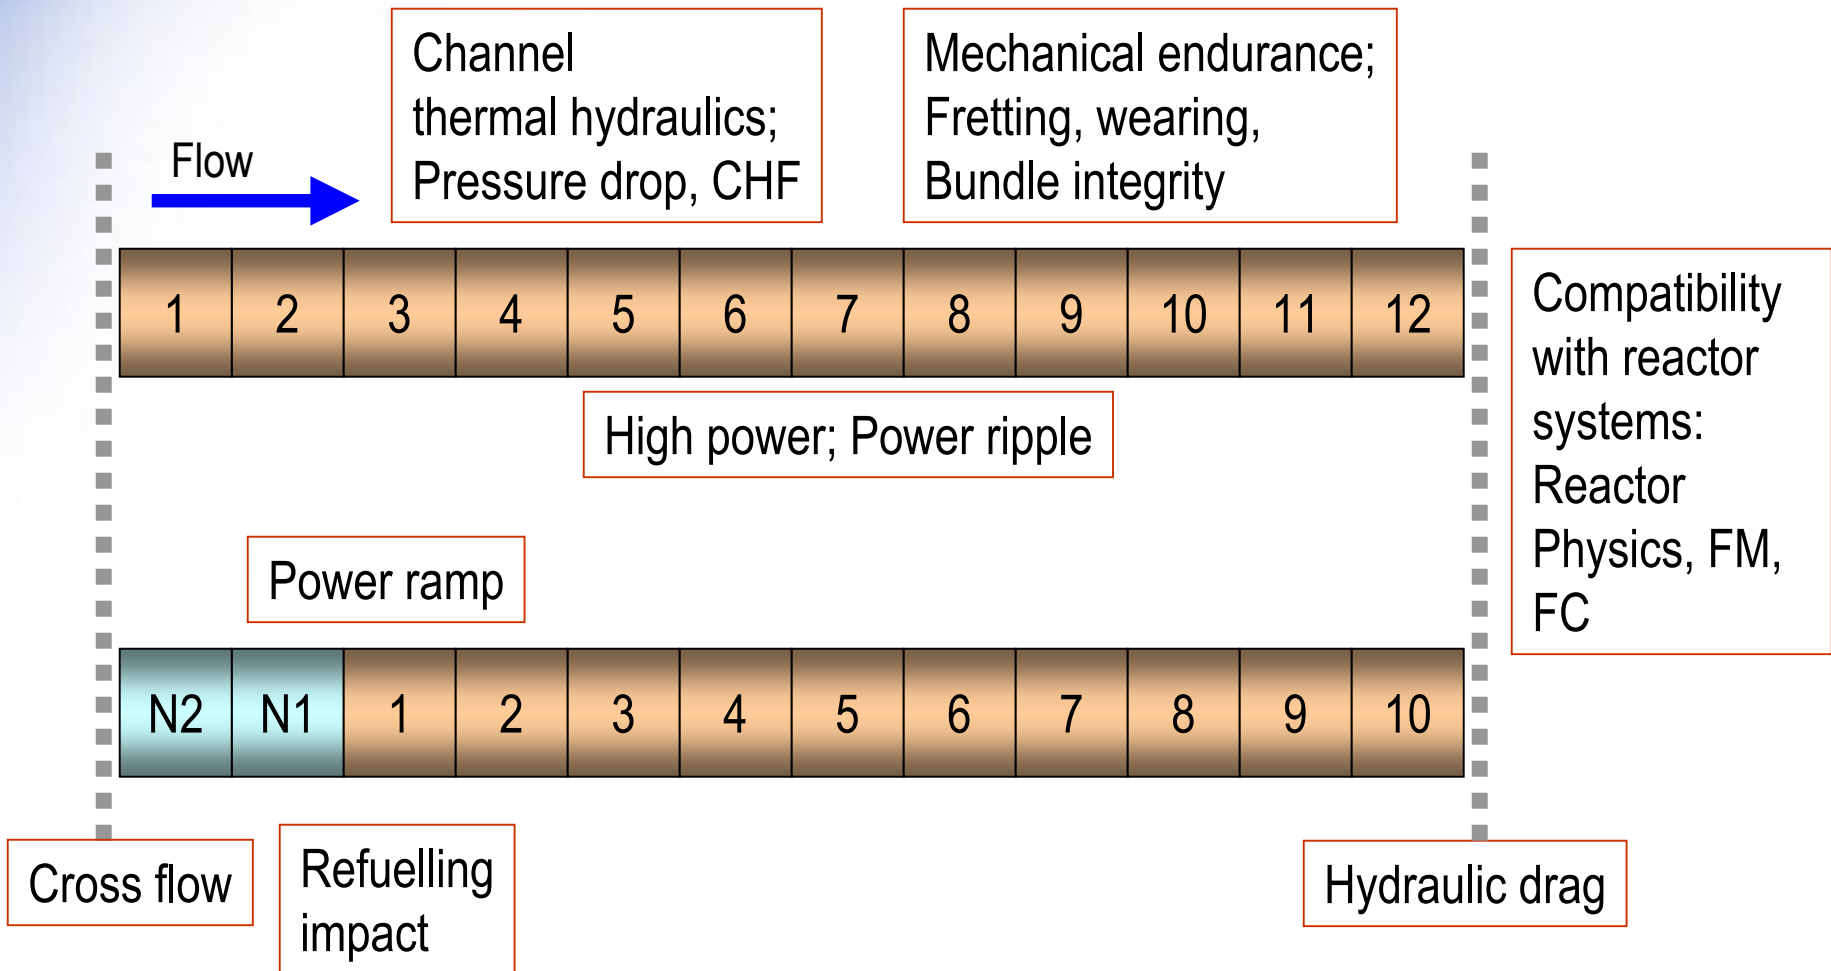 Channel
thermal hydraulics;
Pressure drop, CHF
Mechanical endurance;
Fretting, wearing,
Bundle integrity
Flow
1 2 3 4 5 6 7 8 9 10 11 12
Compatibility
with reactor
systems:
Reactor
Physics, FM,
FC
High power; Power ripple
Power ramp
N2 N1 1 2 3 4 5 6 7 8 9 10
Cross flow
Refuelling
impact
Hydraulic drag